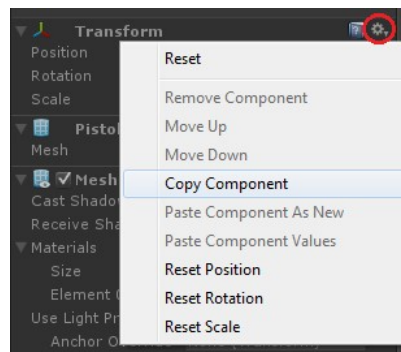 Transform
Position
Reset
Rotation
Scale
Remove Component
Move Up
Pistol
Mesh
Move Down
Mesh
Copy Component
Cast Shado
Paste Component As New
Receive Sha
Materials
Paste Component Values
Size
Reset Position
Element
Reset Rotation
Use Light Pr
Reset Scale
Anchor O